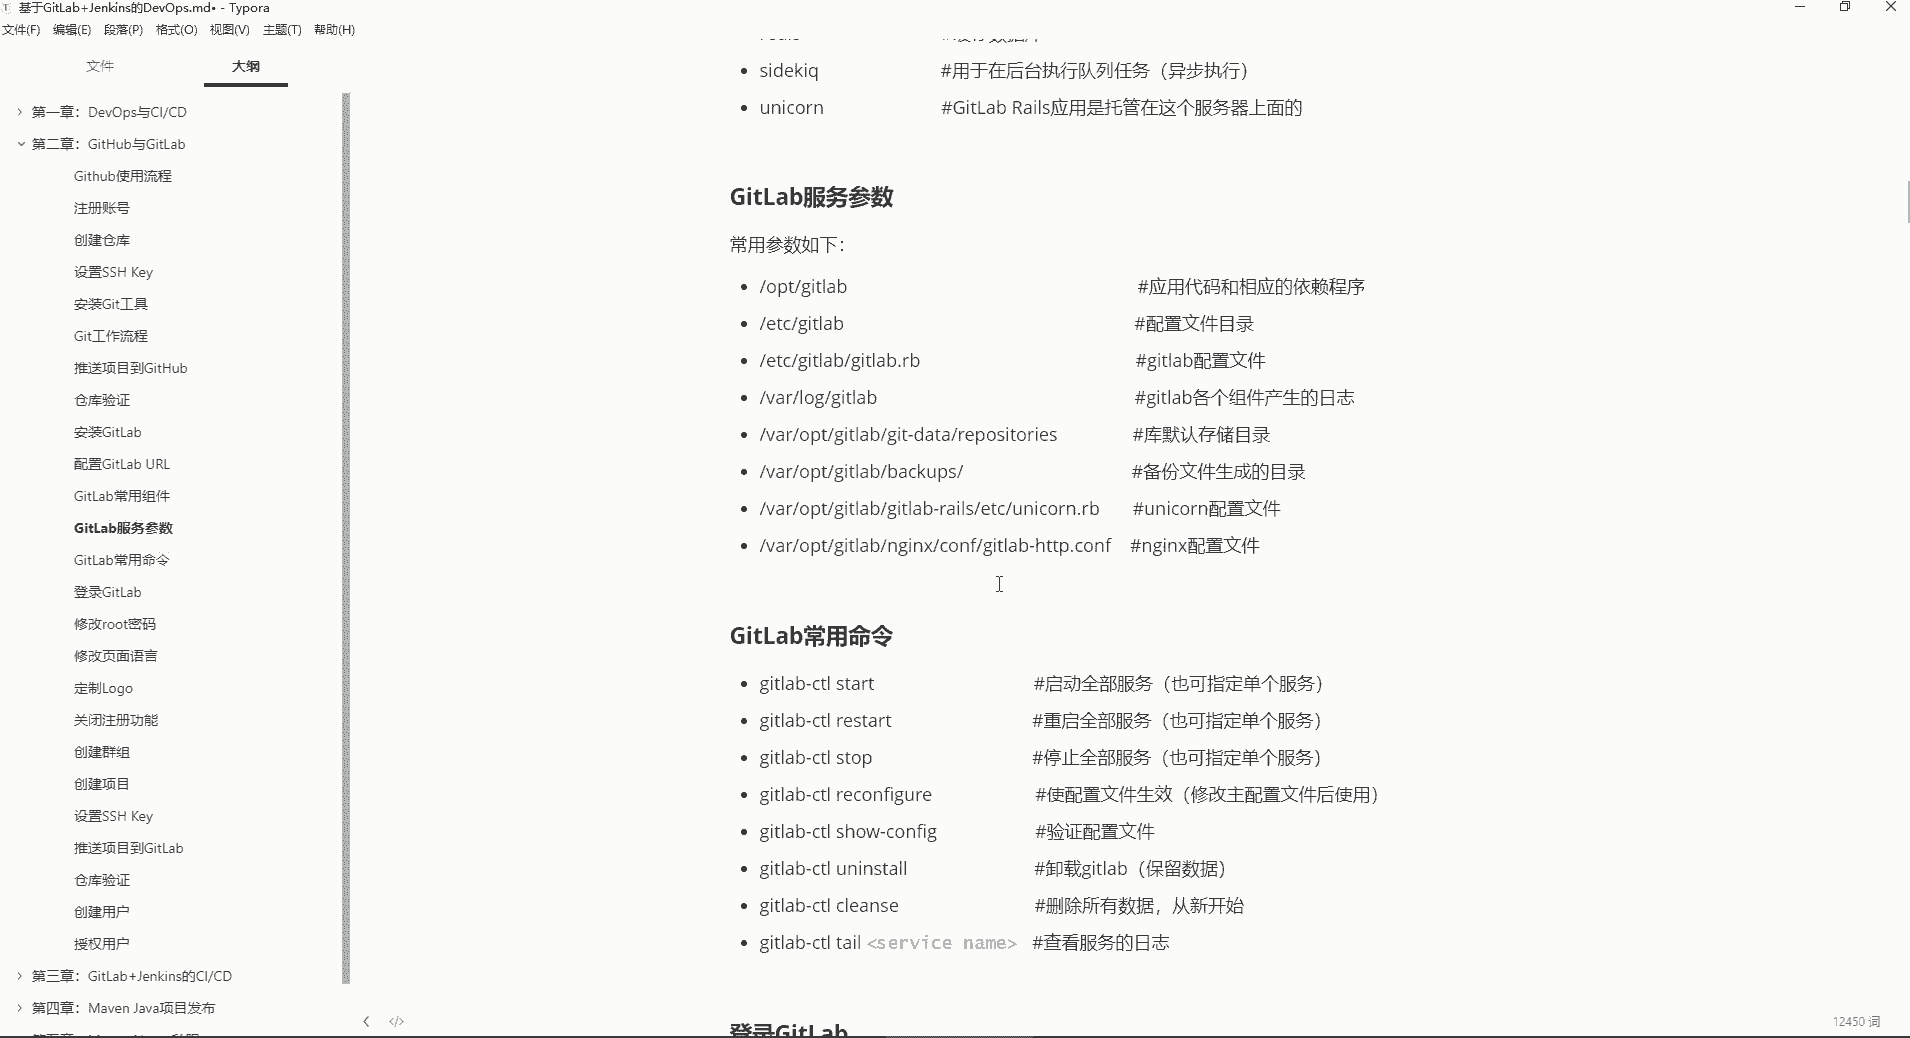 基于GitLab+Jenkins的DevOps.md• - Typora
文件(F) 编辑(E) 段落(P) 格式(O) 视图(V) 主题(T) 帮助(H)
文件 大纲
第一章：DevOps与CI/CD
第二章：GitHub与GitLab
Github使用流程
注册账号
创建仓库
设置SSH Key
安装Git工具
Git工作流程
推送项目到GitHub
仓库验证
安装GitLab
配置GitLab URL
GitLab常用组件
GitLab服务参数
GitLab常用命令
登录GitLab
修改root密码
修改页面语言
定制Logo
关闭注册功能
创建群组
创建项目
设置SSH Key
推送项目到GitLab
仓库验证
创建用户
授权用户
第三章：GitLab+Jenkins的CI/CD
第四章：Maven Java项目发布
sidekiq #用于在后台执行队列任务（异步执行）
unicorn #GitLab Rails应用是托管在这个服务器上面的
GitLab服务参数
常用参数如下：
/opt/gitlab #应用代码和相应的依赖程序
/etc/gitlab #配置文件目录
/etc/gitlab/gitlab.rb #gitlab配置文件
/var/log/gitlab #gitlab各个组件产生的日志
/var/opt/gitlab/git-data/repositories #库默认存储目录
/var/opt/gitlab/backups/ #备份文件生成的目录
/var/opt/gitlab/gitlab-rails/etc/unicorn.rb #unicorn配置文件
/var/opt/gitlab/nginx/conf/gitlab-http.conf #nginx配置文件
GitLab常用命令
gitlab-ctl start #启动全部服务（也可指定单个服务）
gitlab-ctl restart #重启全部服务（也可指定单个服务）
gitlab-ctl stop #停止全部服务（也可指定单个服务）
gitlab-ctl reconfigure #使配置文件生效（修改主配置文件后使用）
gitlab-ctl show-config #验证配置文件
gitlab-ctl uninstall #卸载gitlab（保留数据）
gitlab-ctl cleanse #删除所有数据，从新开始
gitlab-ctl tail <service name> #查看服务的日志
登录GitLab
12450 词